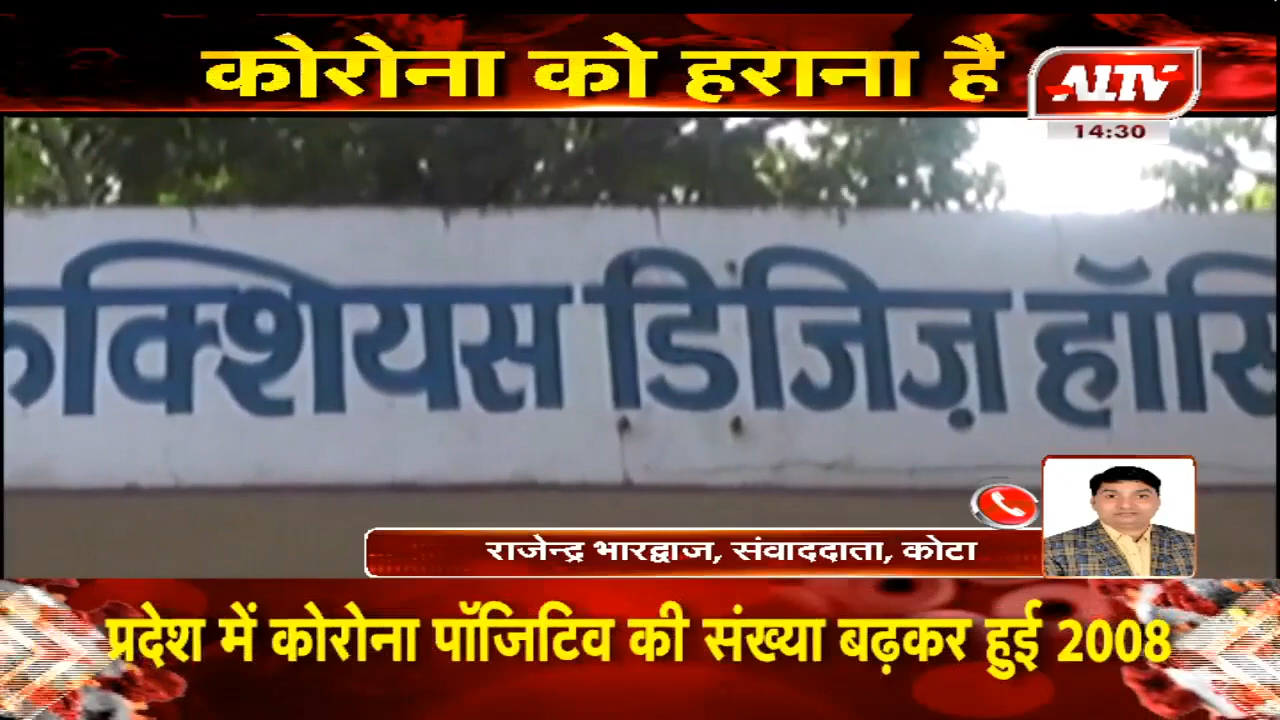 कोरोना को हराना है
ALTV
14:30
क्शियस डिजिज़ हॉस्
राजेन्द्र भारद्वाज, संवाददाता, कोटा
प्रदेश में कोरोना पॉजिटिव की संख्या बढ़कर हुई 2008